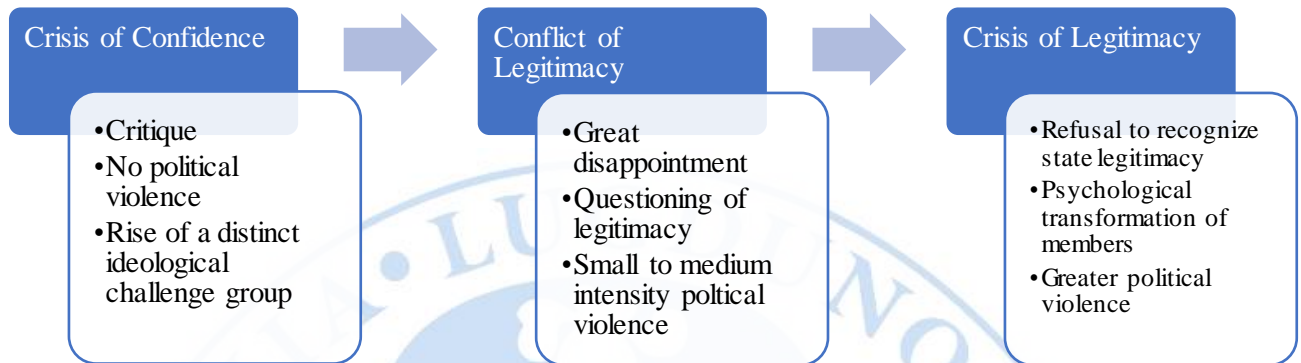 Crisis of Confidence
•Critique
•No political
violence
•Rise of a distinct
ideological
challenge group
Conflict of
Legitimacy
•Great
disappointment
•Questioning of
legitimacy
•Small to medium
intensity poltical
violence
Crisis of Legitimacy
•Refusal to recognize
state legitimacy
•Psychological
transformation of
members
•Greater political
violence